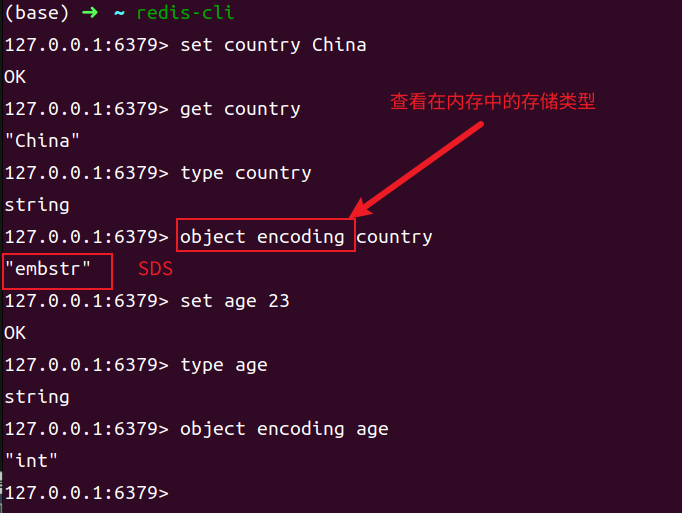 (base) ➜ ~ redis-cli
127.0.0.1:6379> set country China
OK
127.0.0.1:6379> get country
查看在内存中的存储类型
"China"
127.0.0.1:6379> type country
string
127.0.0.1:6379> object encoding country
"embstr" SDS
127.0.0.1:6379> set age 23
OK
127.0.0.1:6379> type age
string
127.0.0.1:6379> object encoding age
"int"
127.0.0.1:6379>